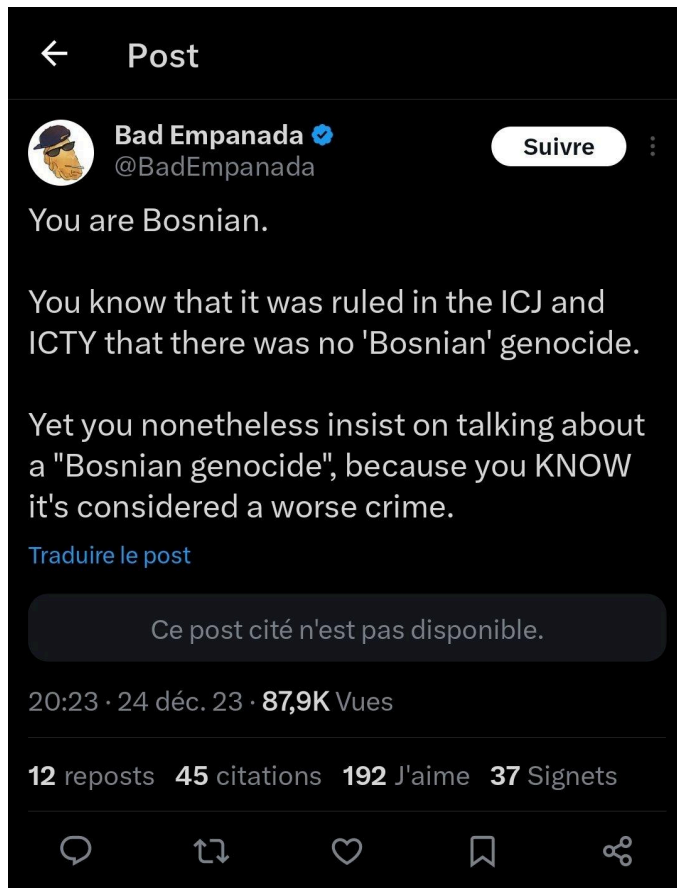 Post
Bad Empanada
@BadEmpanada
Suivre
You are Bosnian.
You know that it was ruled in the ICJ and
ICTY that there was no 'Bosnian' genocide.
Yet you nonetheless insist on talking about
a "Bosnian genocide", because you KNOW
it's considered a worse crime.
Traduire le post
Ce post cité n'est pas disponible.
20:23 · 24 déc. 23 · 87,9K Vues
12 reposts 45 citations 192 J'aime 37 Signets